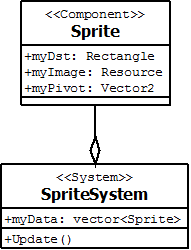 <<Component>>
Sprite
+myDst: Rectangle
+myImage: Resource
+myPivot: Vector2
<<System>>
SpriteSystem
+myData: vector<Sprite>
+Update()